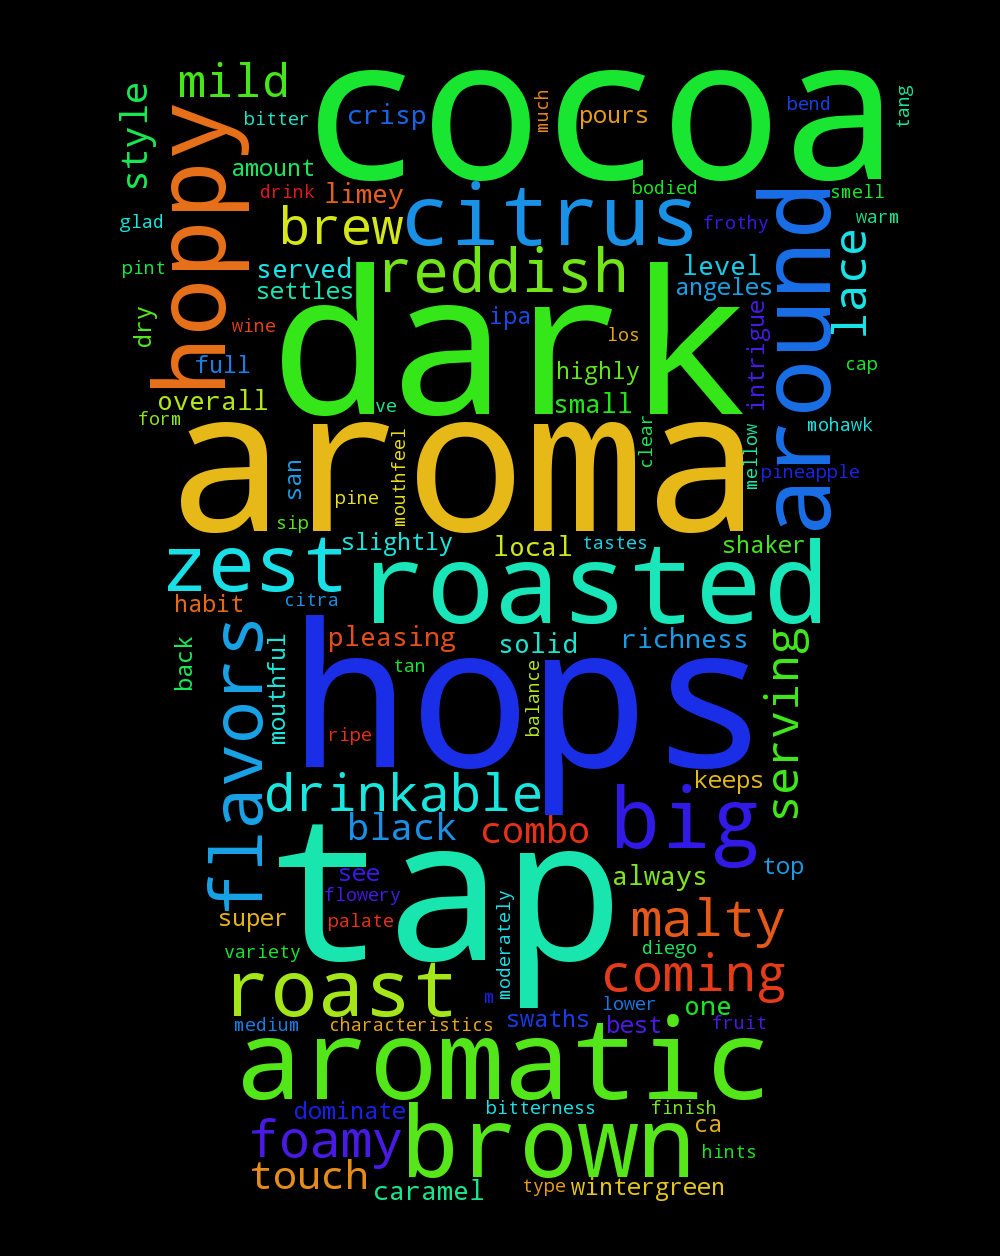 cocoa
mild
style
hoppy
bitter
crisp
much
pours
bend
tang
amount
drink
limey
bodied
smell
glad
brew
citrus
frothy
around
warm
lace
pint
served
reddish
level
settles
angeles
dry
wine
dark
ipa
los
intrigue
full
highly
cap
overall
ve
small
form
aroma
clear
mellow
mohawk
san
pine
mouthfeel
pineapple
sip
zest
slightly
local
tastes
shaker
roasted
habit
citra
flavors
back
mouthful
pleasing
solid
richness
serving
tan
hops
balance
ripe
drinkable
keeps
big
black
combo
tap
see
always
top
flowery
super
palate
moderately
malty
variety
diego
roast
coming
m
lower
one
medium
characteristics
swaths
best
fruit
aromatic
dominate
bitterness
finish
foamy
brown
ca
hints
touch
caramel
type
wintergreen